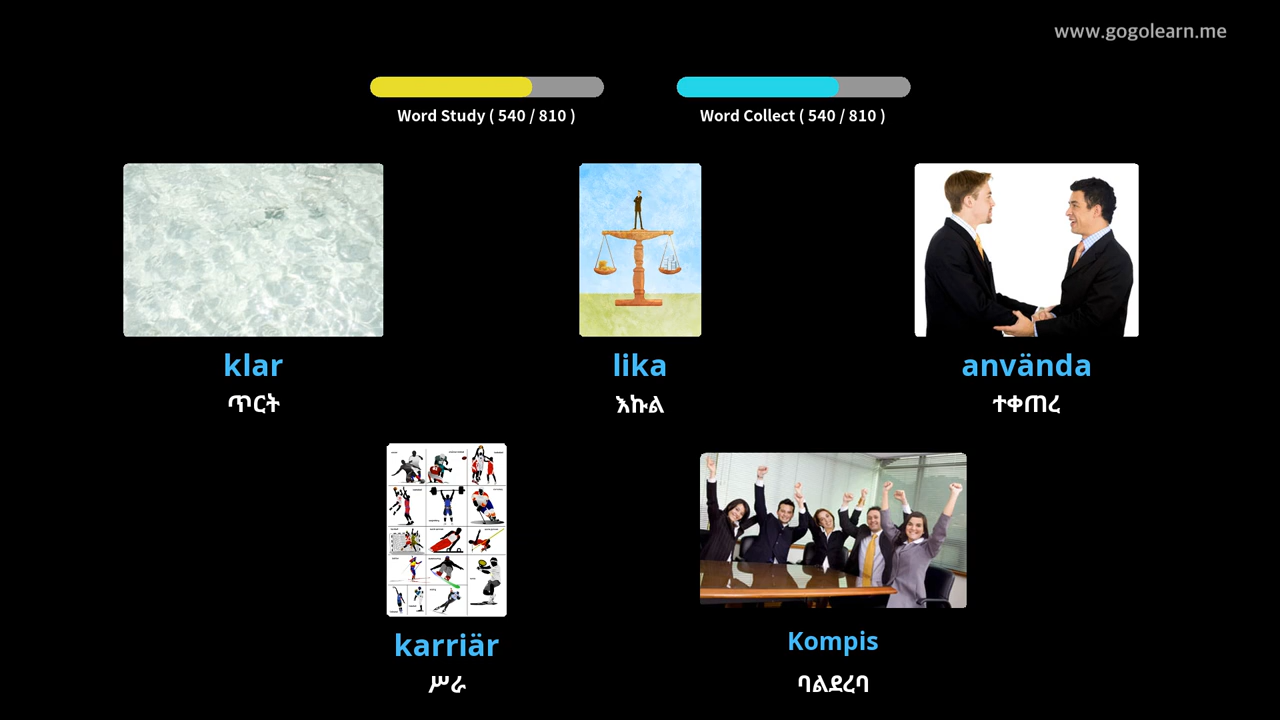 www.gogolearn.me
Word Study ( 540 / 810 )
Word Collect ( 540 / 810 )
klar
ጥርት
lika
እኩል
använda
ተቀጠረ
karriär
ሥራ
Kompis
ባልደረባ